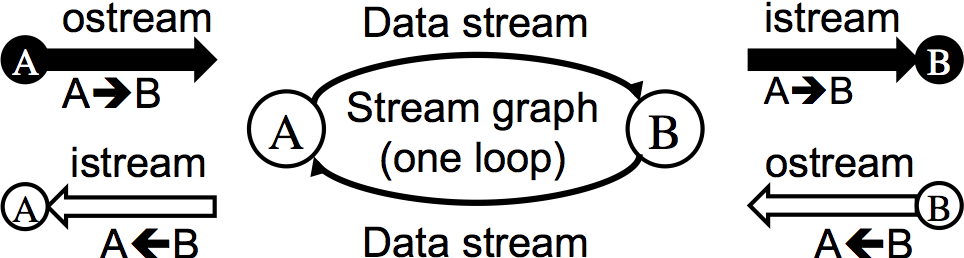 ostream
A
A➔B
istream
A
A🡰B
Data stream
A
Stream graph
(one loop)
B
Data stream
istream
B
A➔B
ostream
B
A🡰B